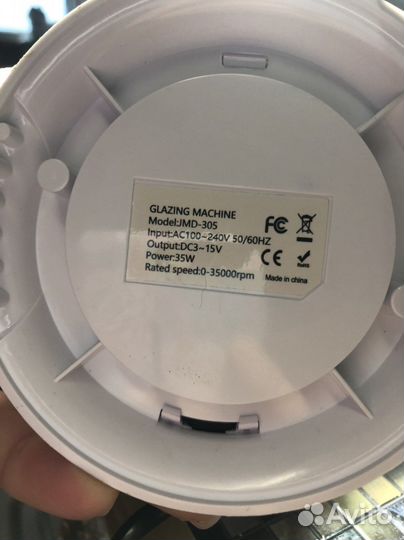 GLAZING MACHINE
Model:JMD-305
Input:AC100~240V 50/60HZ
Output:DC3~15V
Power:35W
Rated speed:0-35000rpm
FC
CE RoHS
Made in china
Avito